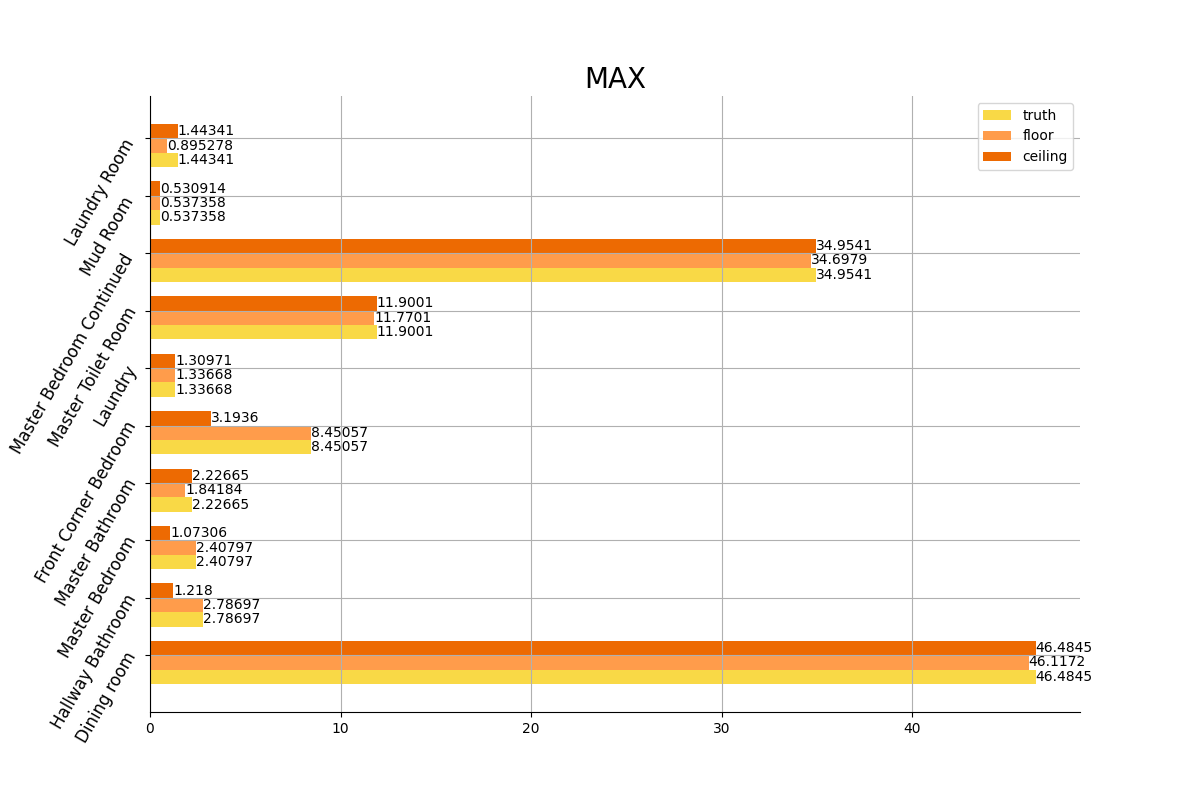 MAX
truth
floor
ceiling
Laundry Room
1.44341
0.895278
1.44341
Mud Room
0.530914
0.537358
0.537358
Master Bedroom Continued
34.9541
34.6979
34.9541
Master Toilet Room
11.9001
11.7701
11.9001
Laundry
1.30971
1.33668
1.33668
Front Corner Bedroom
3.1936
8.45057
8.45057
Master Bathroom
2.22665
1.84184
2.22665
Master Bedroom
1.07306
2.40797
2.40797
Hallway Bathroom
1.218
2.78697
2.78697
Dining room
46.4845
46.1172
46.4845
0 10 20 30 40